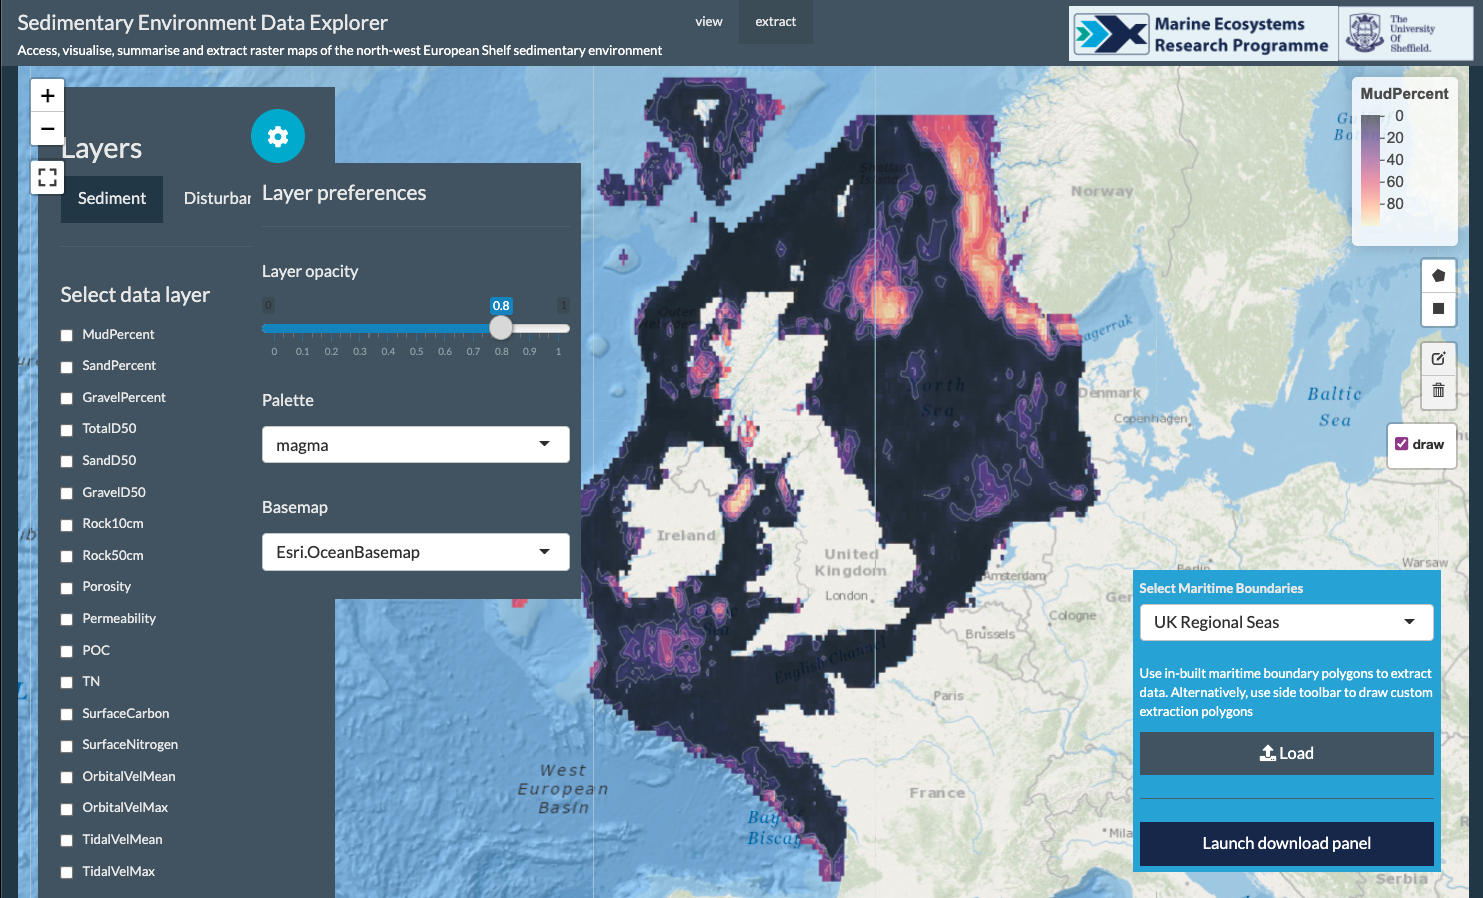 Sedimentary Environment Data Explorer
Access, visualise, summarise and extract raster maps of the north-west European Shelf sedimentary environment
view
extract
Marine Ecosystems
Research Programme
The
University
Of
Sheffield.
+
−
Layers
Sediment
Disturbar
Select data layer
MudPercent
SandPercent
GravelPercent
TotalD50
SandD50
GravelD50
Rock10cm
Rock50cm
Porosity
Permeability
POC
TN
SurfaceCarbon
SurfaceNitrogen
OrbitalVelMean
OrbitalVelMax
TidalVelMean
TidalVelMax
Layer preferences
Layer opacity
0
0.8
1
0 0.1 0.2 0.3 0.4 0.5 0.6 0.7 0.8 0.9 1
Palette
magma
Basemap
Esri.OceanBasemap
MudPercent
0
20
40
60
80
draw
Norway
agerrak
Denmark
Copenhagen
Baltic
Sea
North
Sea
Ireland
United
Kingdom
London
Amsterdam
Berlin
Warsaw
Cologne
Brussels
English Channel
Paris
France
West
European
Basin
Bay
Biscay
Mila
Serbia
Select Maritime Boundaries
UK Regional Seas
Use in-built maritime boundary polygons to extract
data. Alternatively, use side toolbar to draw custom
extraction polygons
Load
Launch download panel